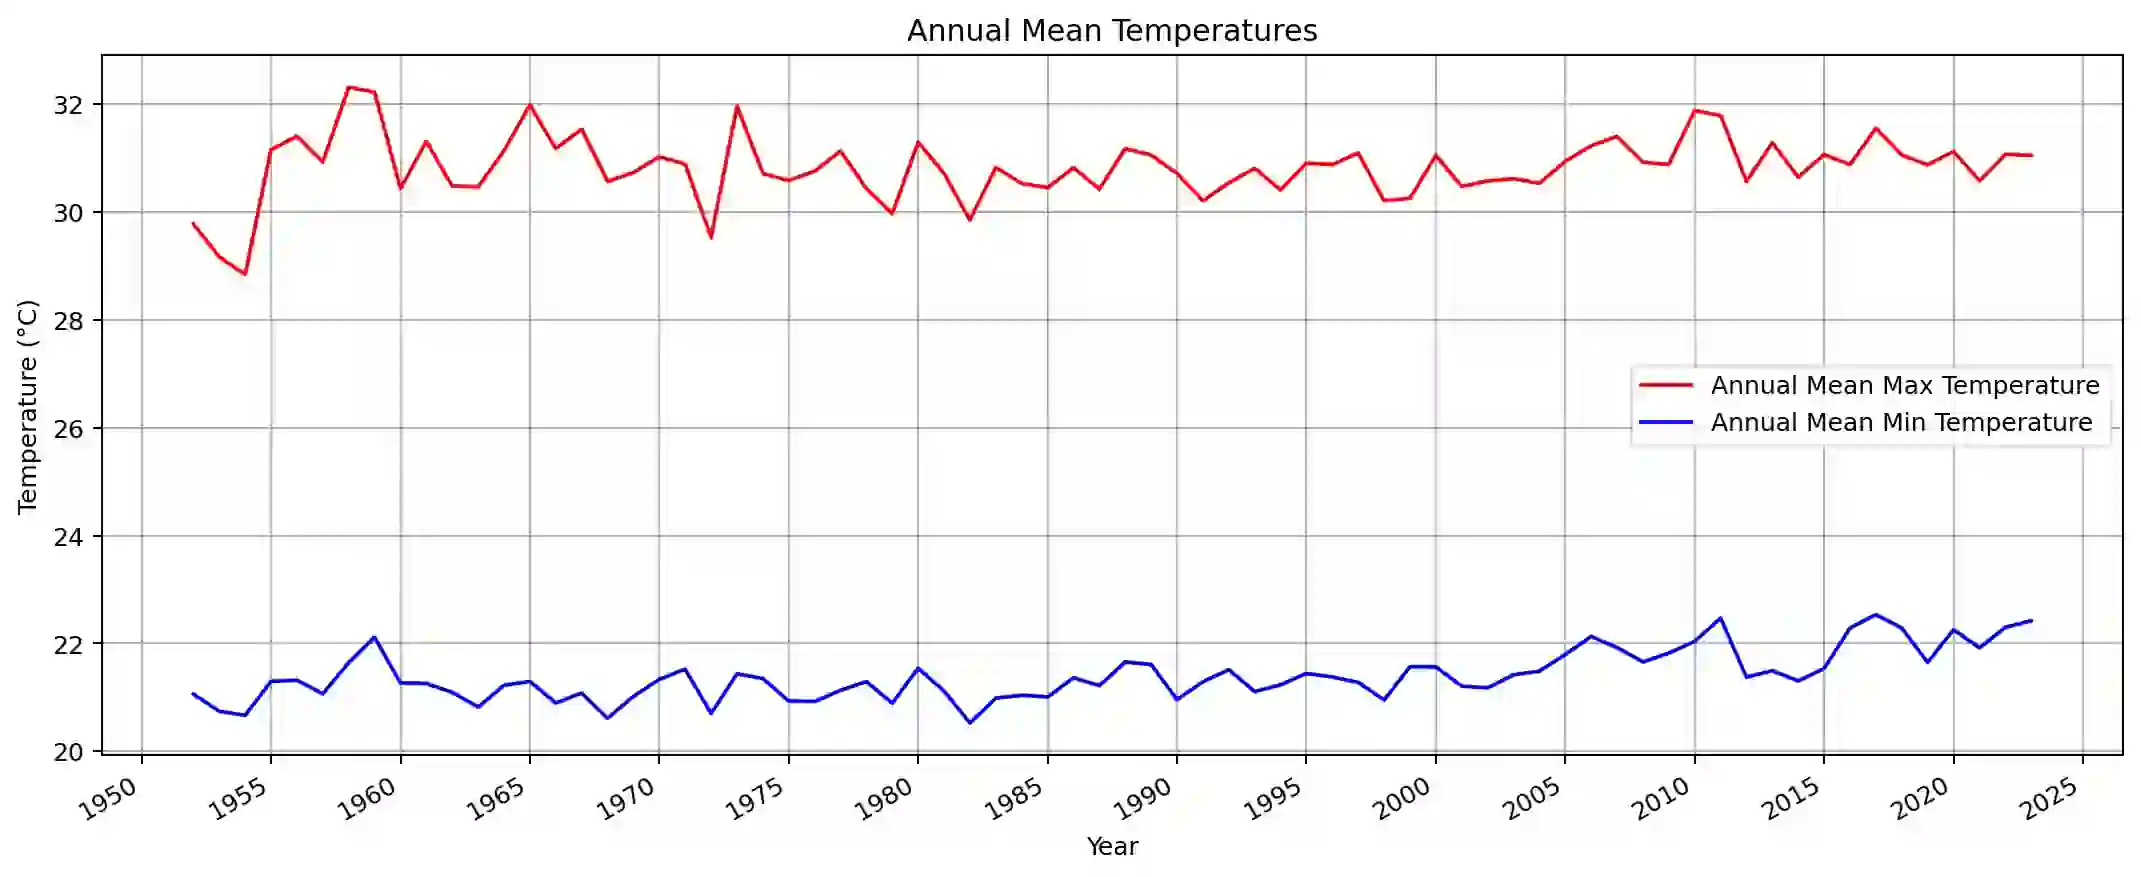 Annual Mean Temperatures
Temperature (°C)
32
30
28
26
24
22
20
Annual Mean Max Temperature
Annual Mean Min Temperature
1950 1955 1960 1965 1970 1975 1980 1985 1990 1995 2000 2005 2010 2015 2020 2025
Year